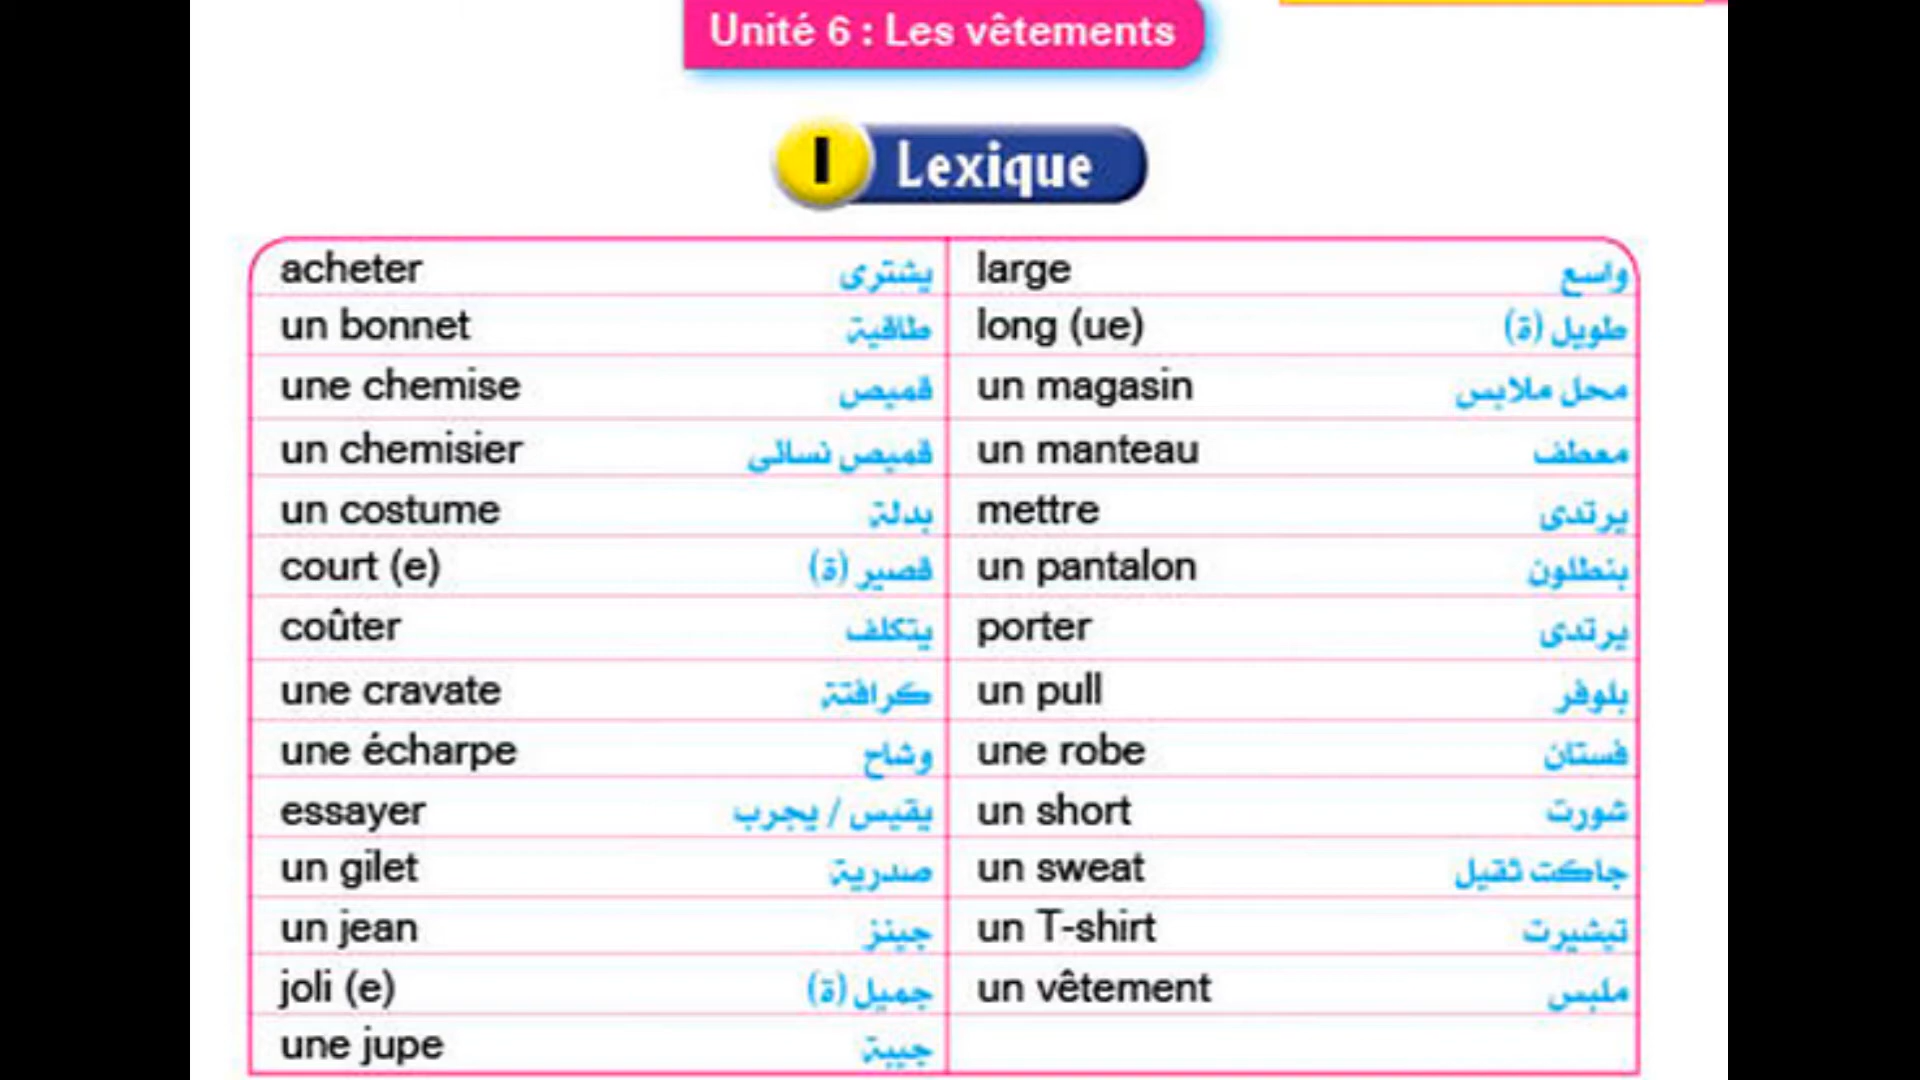 Unité 6 : Les vêtements
I Lexique
acheter يشترى
un bonnet طاقية
une chemise قميص
un chemisier قميص نسائى
un costume بدلة
court (e) قصير (ة)
coûter يتكلف
une cravate كرافتة
une écharpe وشاح
essayer يقيس / يجرب
un gilet صدرية
un jean جينز
joli (e) جميل (ة)
une jupe جيبة
large واسع
long (ue) طويل (ة)
un magasin محل ملابس
un manteau معطف
mettre يرتدى
un pantalon بنطلون
porter يرتدى
un pull بلوفر
une robe فستان
un short شورت
un sweat جاكت ثقيل
un T-shirt تيشيرت
un vêtement ملبس